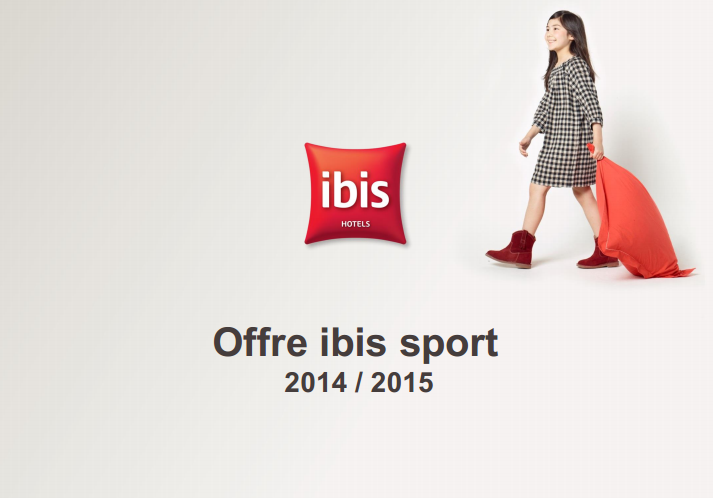 ibis
HOTELS
Offre ibis sport
2014 / 2015